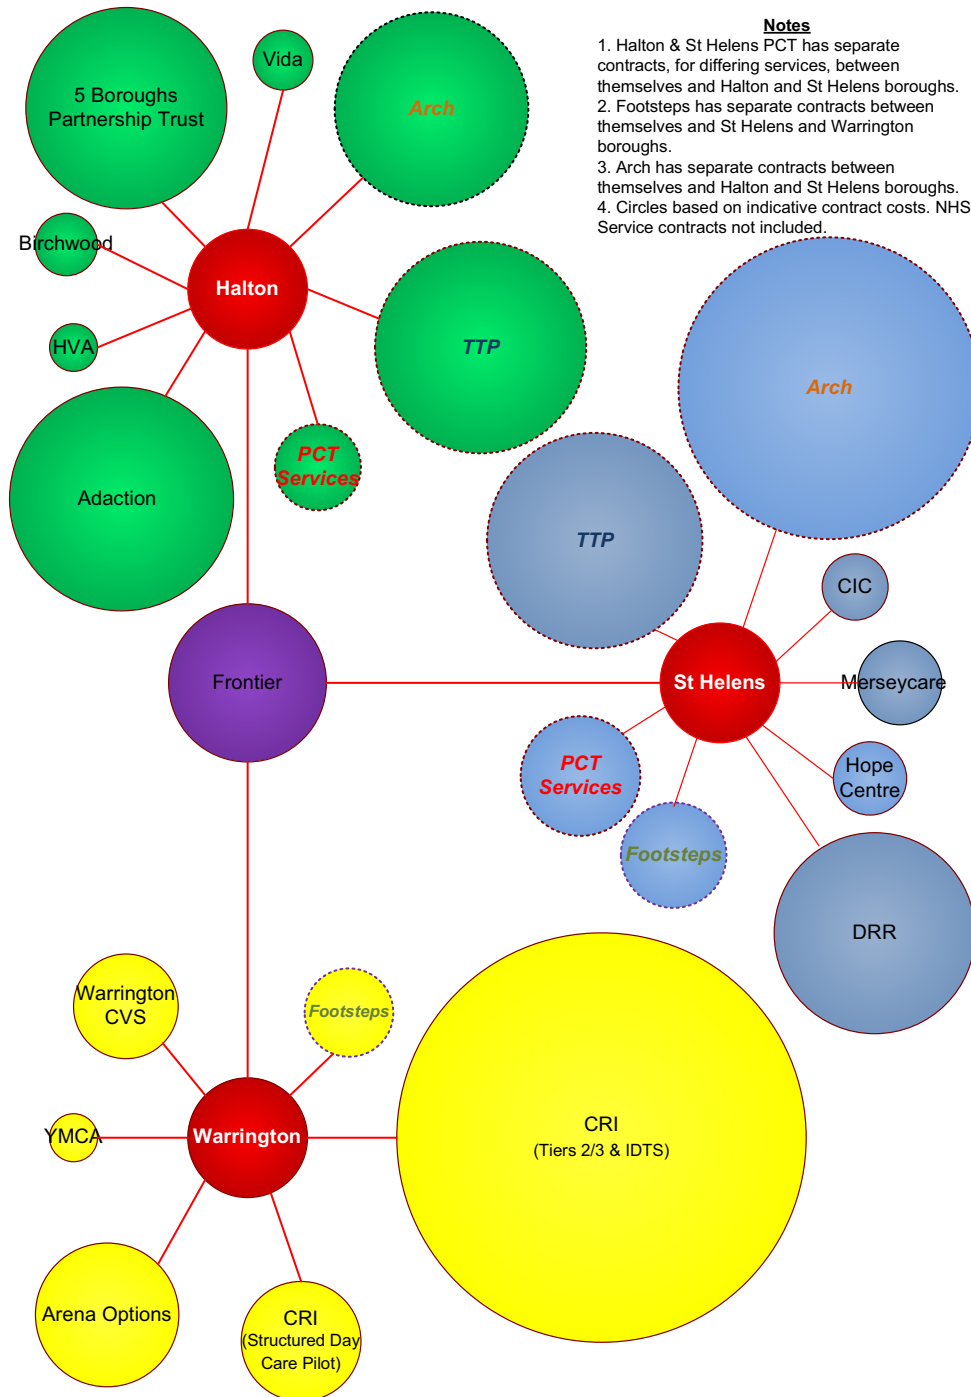 Notes
1. Halton & St Helens PCT has separate
contracts, for differing services, between
themselves and Halton and St Helens boroughs.
2. Footsteps has separate contracts between
themselves and St Helens and Warrington
boroughs.
3. Arch has separate contracts between
themselves and Halton and St Helens boroughs.
4. Circles based on indicative contract costs. NHS
Service contracts not included.
Vida
5 Boroughs
Partnership Trust
Arch
Birchwood
Halton
HVA
TTP
PCT
Services
Adaction
Arch
TTP
CIC
Frontier
St Helens
Merseycare
PCT
Services
Hope
Centre
Footsteps
DRR
Warrington
CVS
Footsteps
YMCA
Warrington
CRI
(Tiers 2/3 & IDTS)
Arena Options
CRI
(Structured Day
Care Pilot)